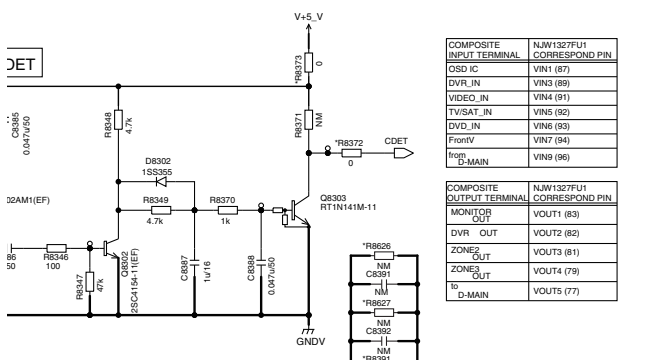 V+5_V
DET
*R8373
0
C8385
0.047u/50
R8348
4.7k
R8371
NM
*R8372
0
CDET
D8302
1SS355
02AM1(EF)
R8349
4.7k
R8370
1k
Q8303
RT1N141M-11
86
50
R8346
100
R8347
47k
Q8302
2SC4154-11(EF)
C8387
1u/16
C8388
0.047u/50
GNDV
*R8626
NM
C8391
NM
*R8627
NM
C8392
NM
*R8391
COMPOSITE INPUT TERMINAL
NJW1327FU1 CORRESPOND PIN
OSD IC
VIN1 (87)
DVR_IN
VIN3 (89)
VIDEO_IN
VIN4 (91)
TV/SAT_IN
VIN5 (92)
DVD_IN
VIN6 (93)
FrontV
VIN7 (94)
from D-MAIN
VIN9 (96)
COMPOSITE OUTPUT TERMINAL
NJW1327FU1 CORRESPOND PIN
MONITOR OUT
VOUT1 (83)
DVR OUT
VOUT2 (82)
ZONE2 OUT
VOUT3 (81)
ZONE3 OUT
VOUT4 (79)
to D-MAIN
VOUT5 (77)